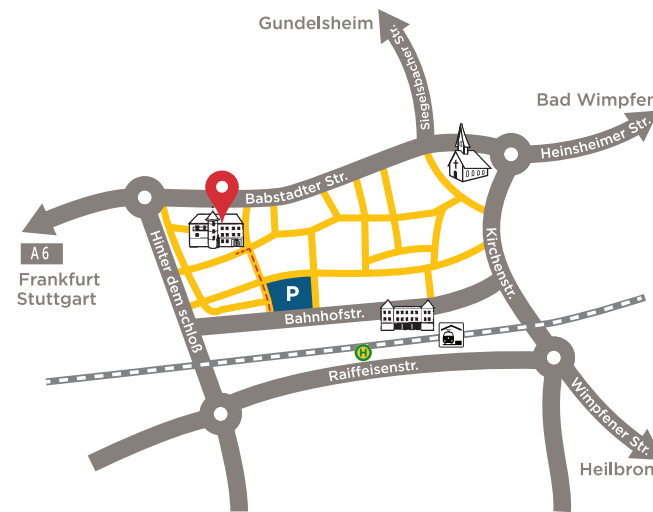 Gundelsheim
Siegelsbacher Str.
Bad Wimpfen
Heinsheimer Str.
Babstadter Str.
A6
Frankfurt
Stuttgart
Hinter dem schloß
Kirchenstr.
P
Bahnhofstr.
H
Raiffeisenstr.
Wimpfener Str.
Heilbron